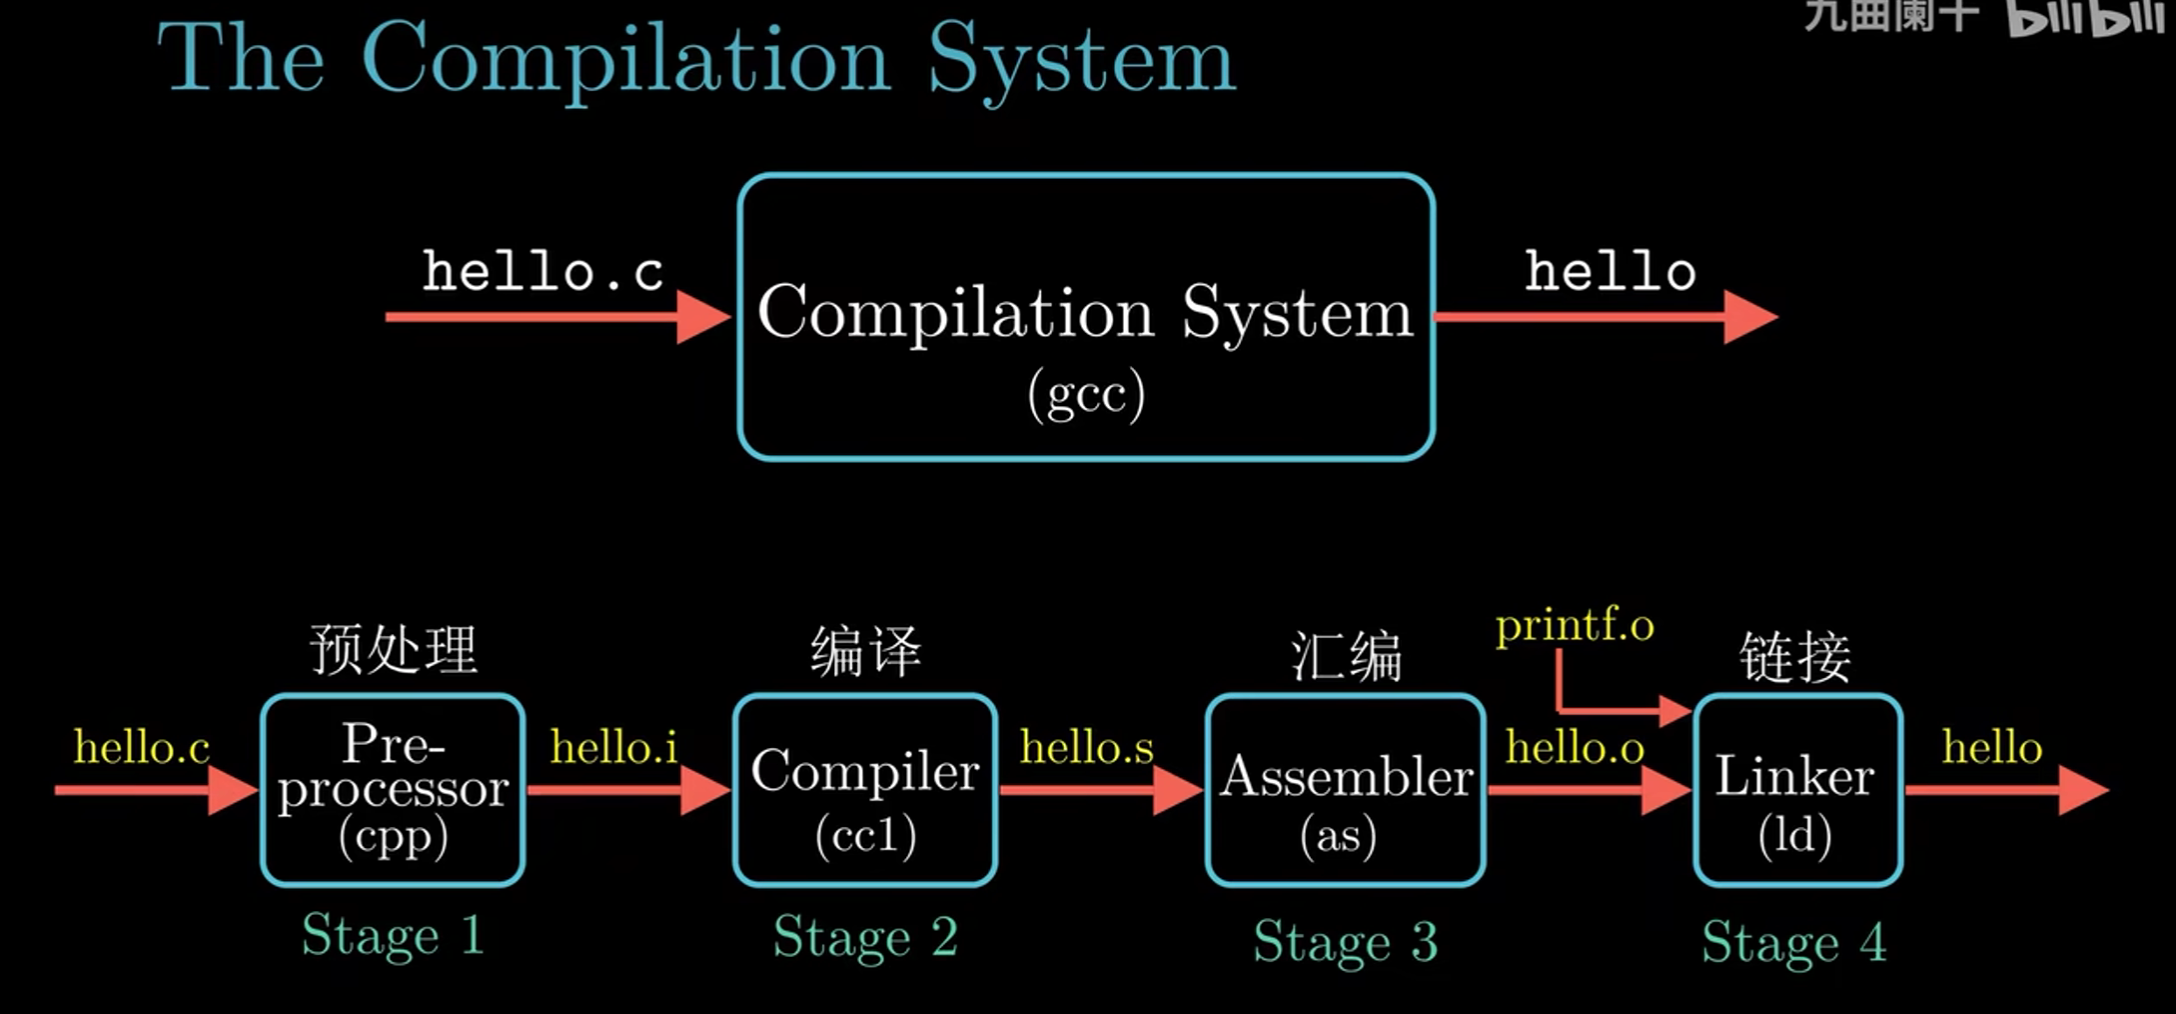 九曲阑干 bilibili
The Compilation System
hello.c
Compilation System
(gcc)
hello
预处理
编译
汇编
printf.o
链接
hello.c
Pre-
processor
(cpp)
hello.i
Compiler
(cc1)
hello.s
Assembler
(as)
hello.o
Linker
(ld)
hello
Stage 1
Stage 2
Stage 3
Stage 4